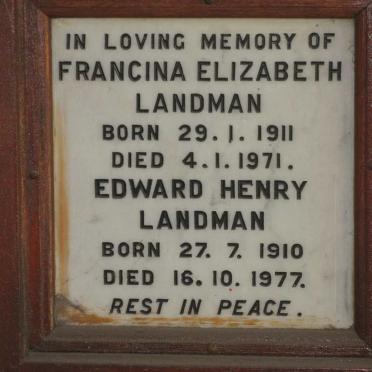 IN LOVING MEMORY OF
FRANCINA ELIZABETH
LANDMAN
BORN 29.1.1911
DIED 4.1.1971.
EDWARD HENRY
LANDMAN
BORN 27.7.1910
DIED 16.10.1977.
REST IN PEACE.